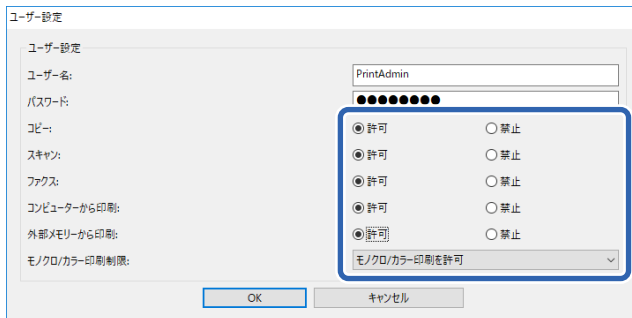 ユーザー設定
ユーザー設定
ユーザー名: PrintAdmin
パスワード: ●●●●●●●●
コピー: 許可 禁止
スキャン: 許可 禁止
ファクス: 許可 禁止
コンピューターから印刷: 許可 禁止
外部メモリーから印刷: 許可 禁止
モノクロ/カラー印刷制限: モノクロ/カラー印刷を許可
OK キャンセル